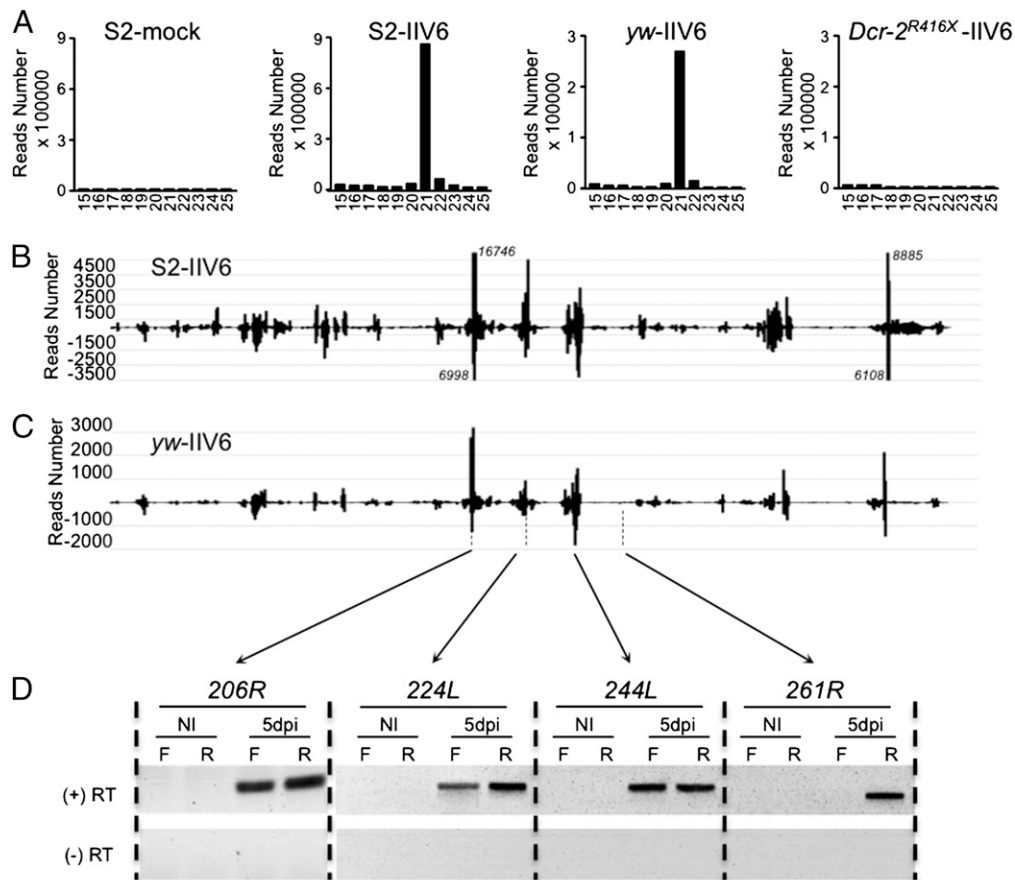 A
S2-mock
Reads Number
x 100000
9
6
3
0
15 16 17 18 19 20 21 22 23 24 25
S2-IIV6
Reads Number
x 100000
9
6
3
0
15 16 17 18 19 20 21 22 23 24 25
yw-IIV6
Reads Number
x 100000
3
2
1
0
15 16 17 18 19 20 21 22 23 24 25
Dcr-2R416X-IIV6
Reads Number
x 100000
3
2
1
0
15 16 17 18 19 20 21 22 23 24 25
B
S2-IIV6
Reads Number
4500
3500
2500
1500
-1500
-2500
-3500
16746
8885
6998
6108
C
yw-IIV6
Reads Number
3000
2000
1000
-1000
-2000
D
206R 224L 244L 261R
NI 5dpi NI 5dpi NI 5dpi NI 5dpi
F R F R F R F R F R F R F R F R
(+) RT
(-) RT